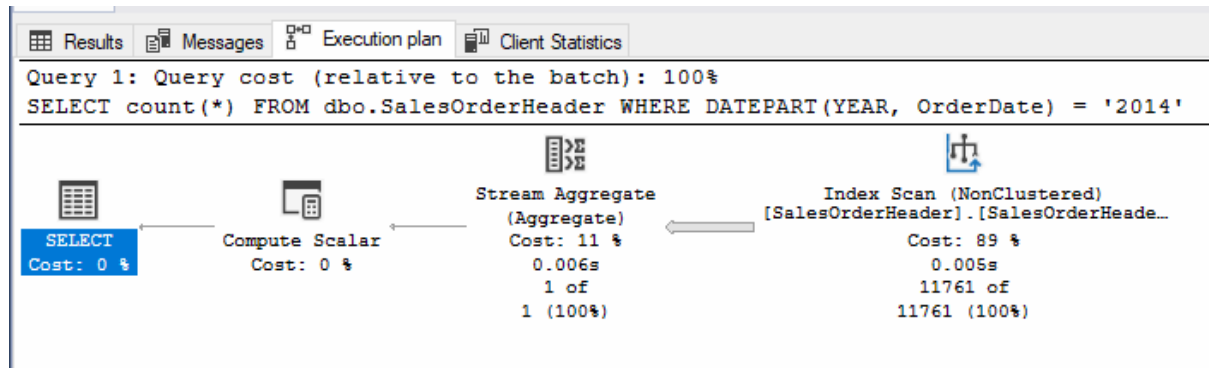 Results Messages Execution plan Client Statistics
Query 1: Query cost (relative to the batch): 100%
SELECT count(*) FROM dbo.SalesOrderHeader WHERE DATEPART(YEAR, OrderDate) = '2014'
SELECT
Cost: 0 %
Compute Scalar
Cost: 0 %
Stream Aggregate
(Aggregate)
Cost: 11 %
0.006s
1 of
1 (100%)
Index Scan (NonClustered)
[SalesOrderHeader].[SalesOrderHeade…
Cost: 89 %
0.005s
11761 of
11761 (100%)